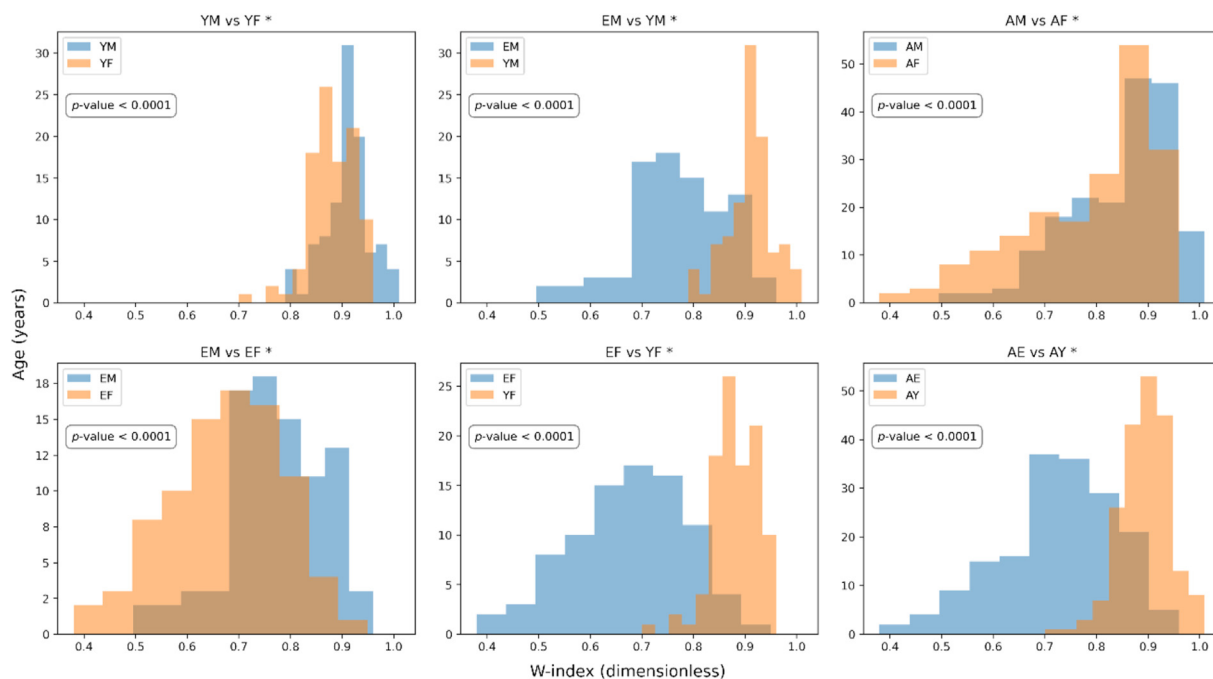 YM vs YF *
YM
YF
p-value < 0.0001
30
25
20
15
10
5
0
0.4 0.5 0.6 0.7 0.8 0.9 1.0
EM vs YM *
EM
YM
p-value < 0.0001
30
25
20
15
10
5
0
0.4 0.5 0.6 0.7 0.8 0.9 1.0
AM vs AF *
AM
AF
p-value < 0.0001
50
40
30
20
10
0
0.4 0.5 0.6 0.7 0.8 0.9 1.0
Age (years)
EM vs EF *
EM
EF
p-value < 0.0001
18
15
12
10
8
5
2
0
0.4 0.5 0.6 0.7 0.8 0.9 1.0
EF vs YF *
EF
YF
p-value < 0.0001
25
20
15
10
5
0
0.4 0.5 0.6 0.7 0.8 0.9 1.0
AE vs AY *
AE
AY
p-value < 0.0001
50
40
30
20
10
0
0.4 0.5 0.6 0.7 0.8 0.9 1.0
W-index (dimensionless)